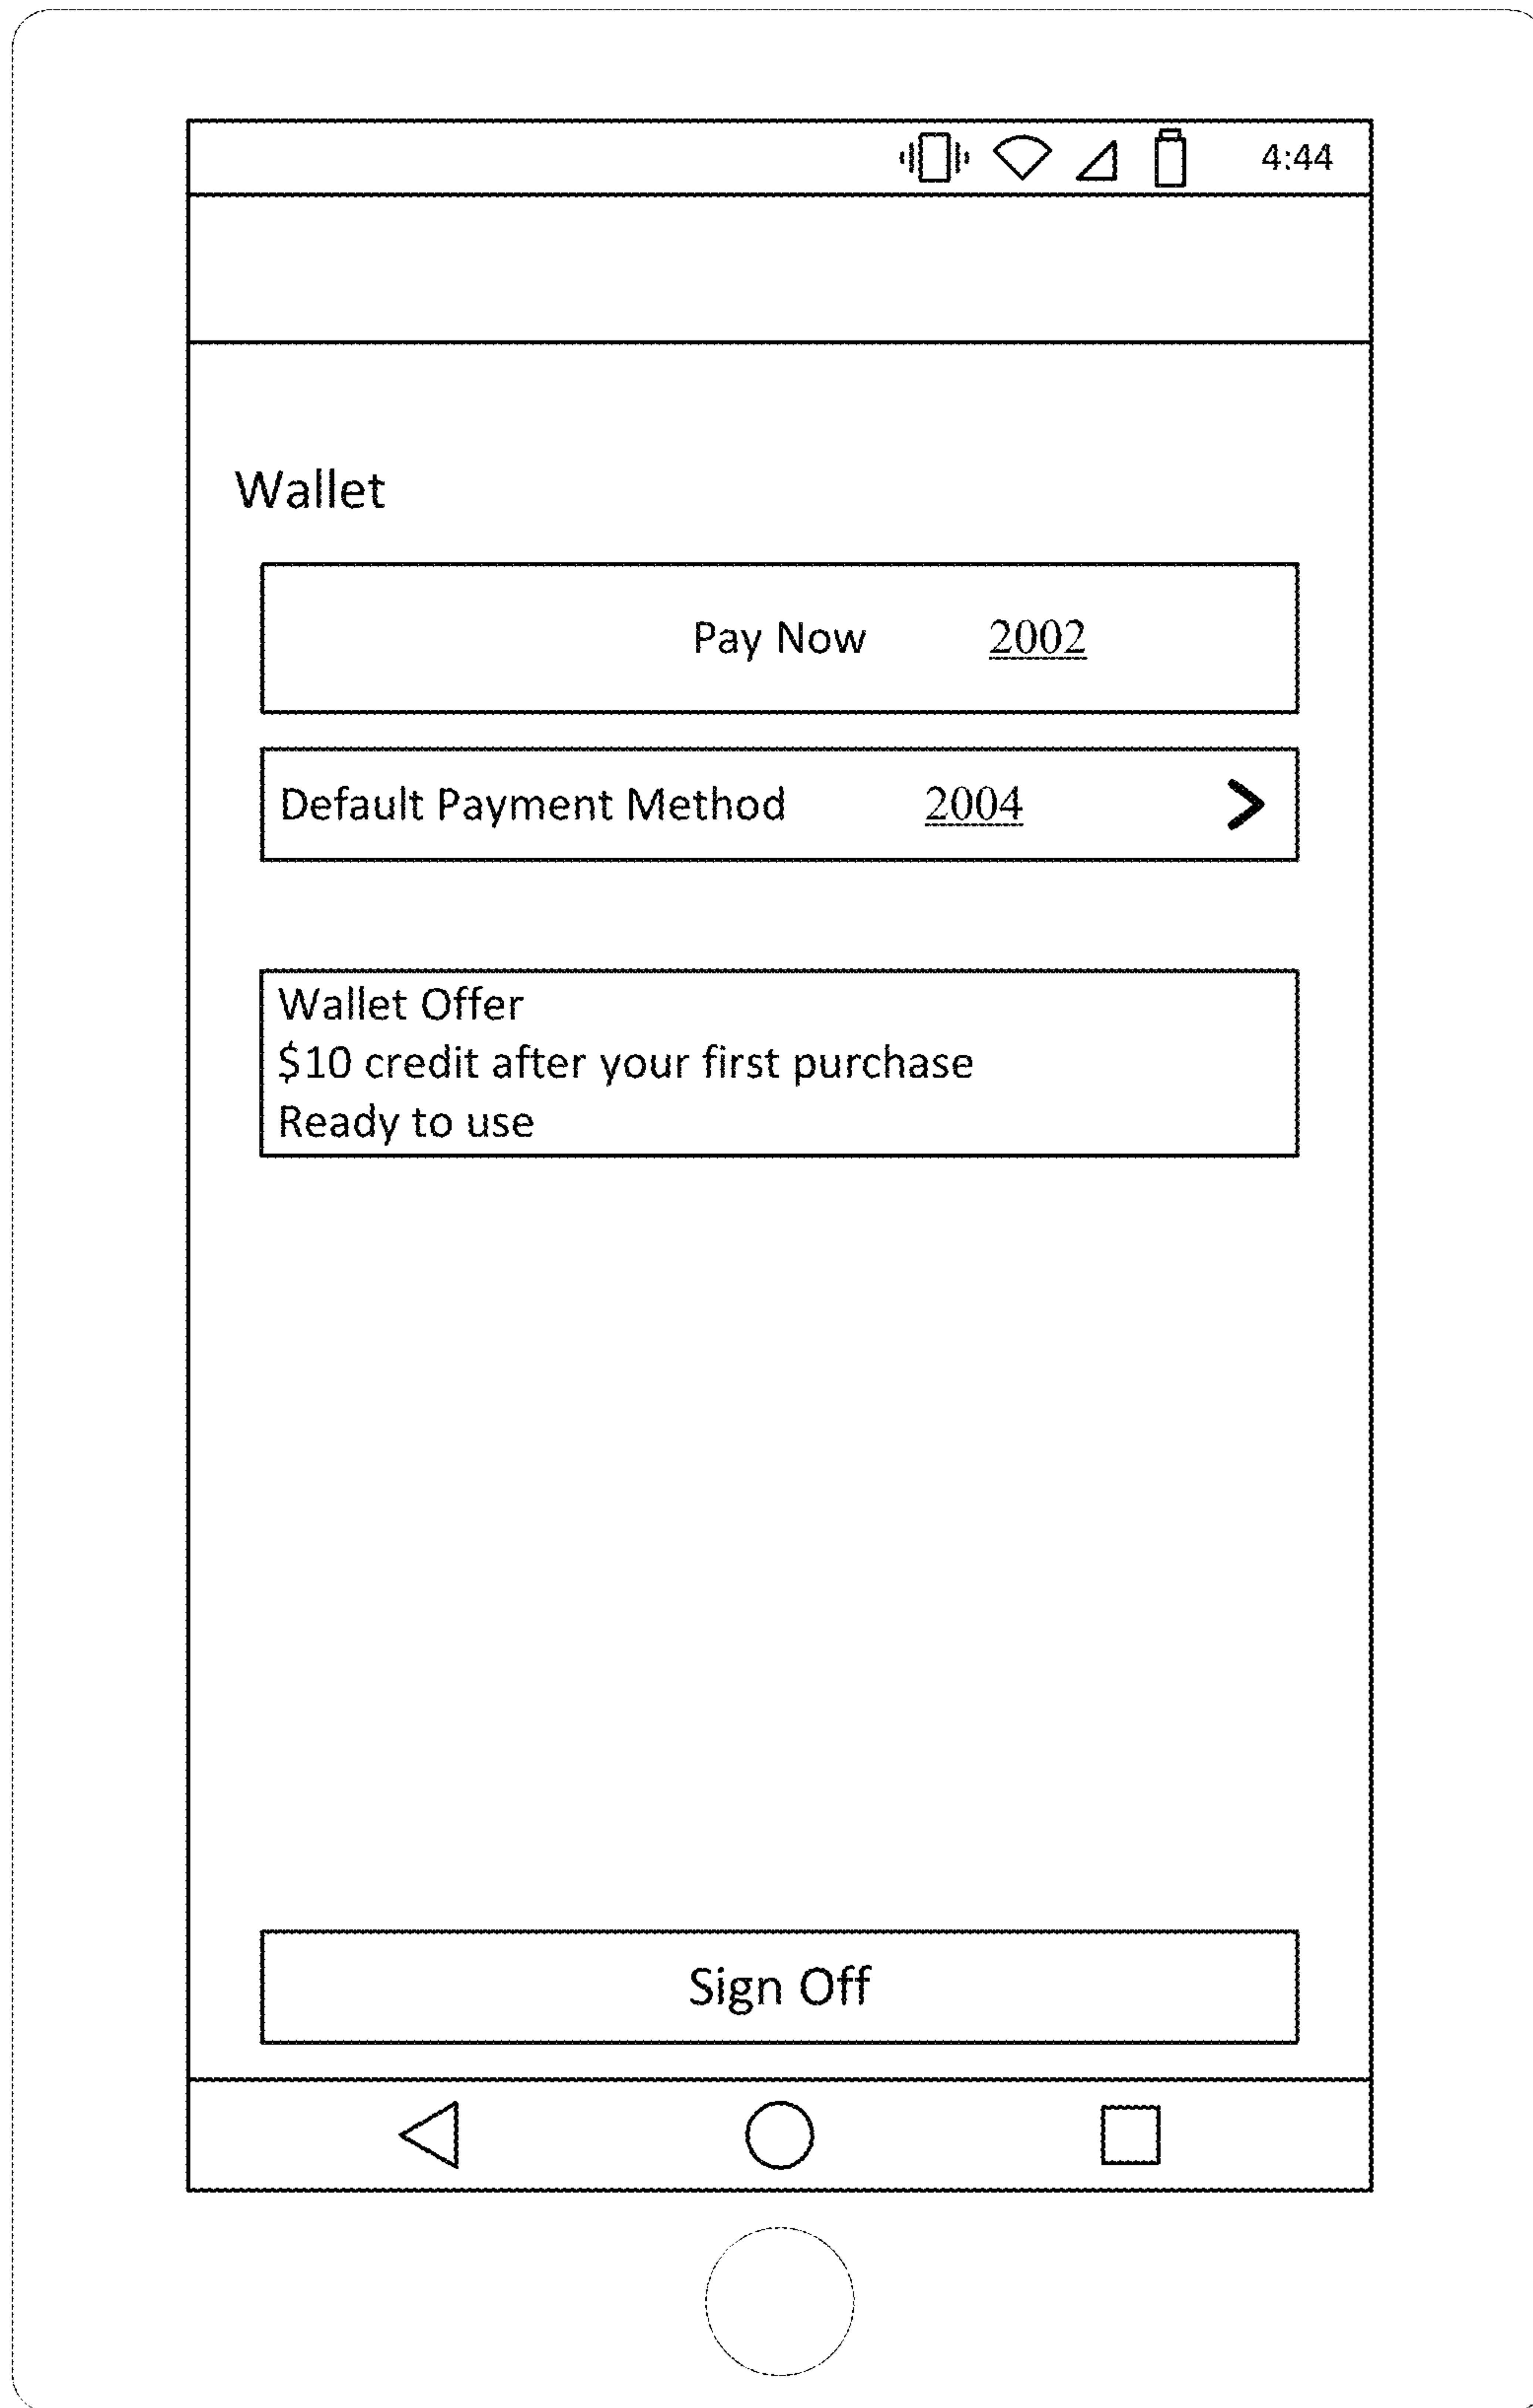 4:44
Wallet
Pay Now 2002
Default Payment Method 2004
Wallet Offer
$10 credit after your first purchase
Ready to use
Sign Off